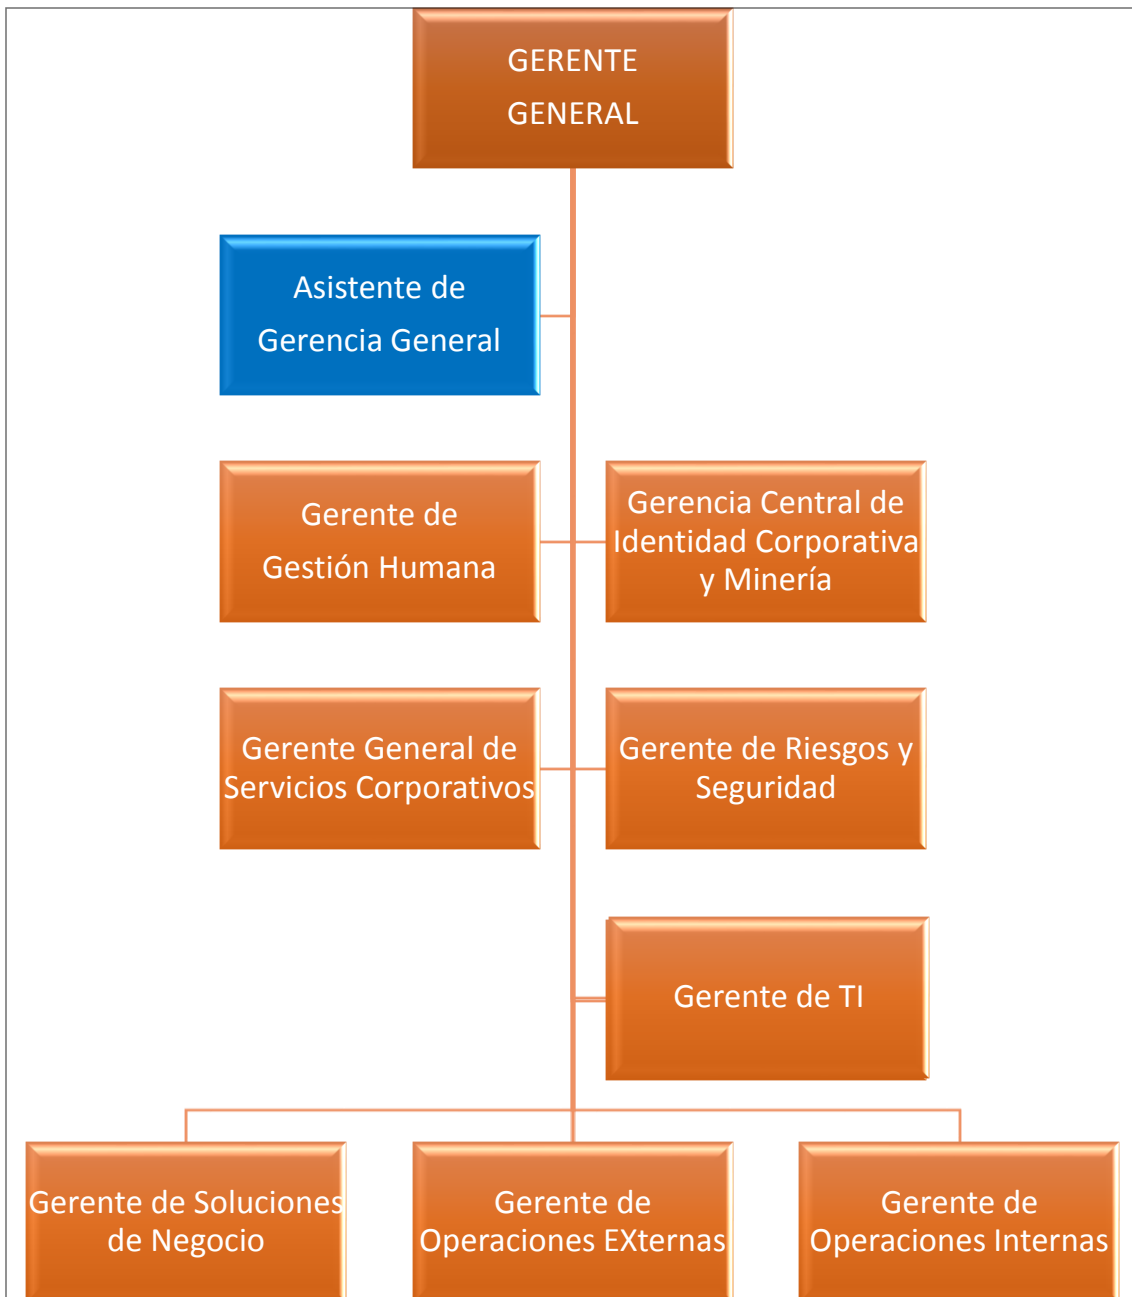 GERENTE
GENERAL
Asistente de
Gerencia General
Gerente de
Gestión Humana
Gerencia Central de
Identidad Corporativa
y Minería
Gerente General de
Servicios Corporativos
Gerente de Riesgos y
Seguridad
Gerente de TI
Gerente de Soluciones
de Negocio
Gerente de
Operaciones EXternas
Gerente de
Operaciones Internas